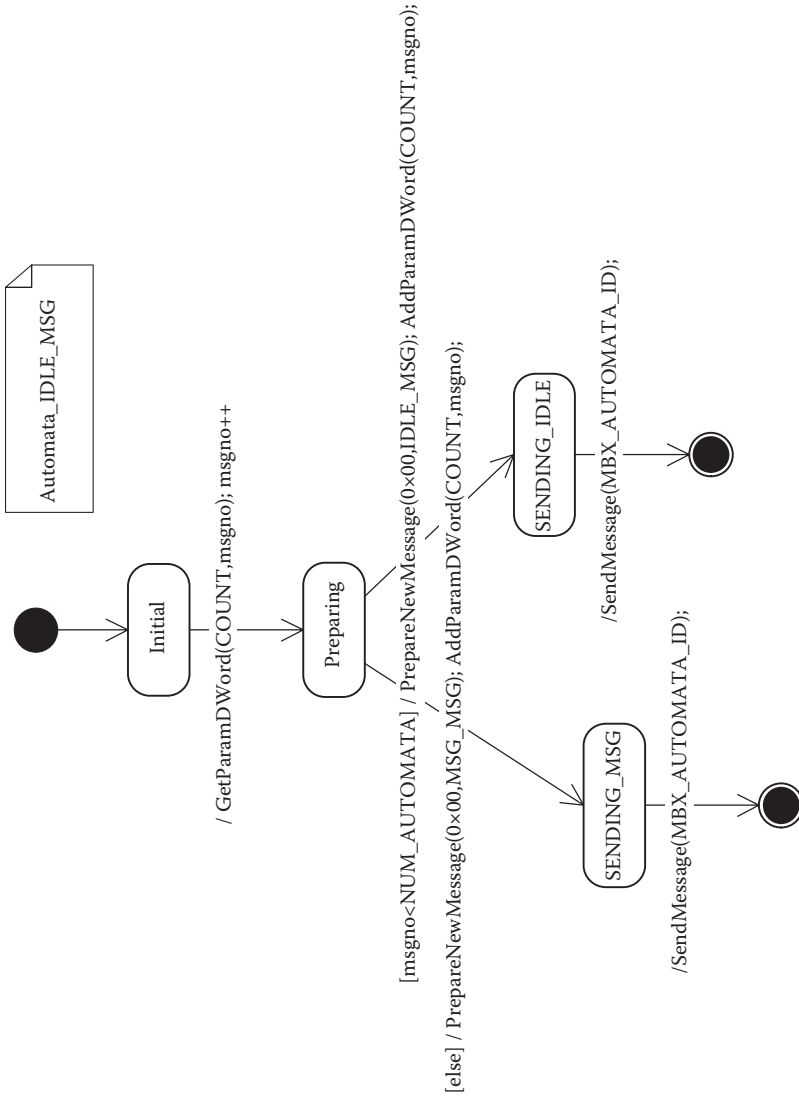 Automata_IDLE_MSG
Initial
/ GetParamDWord(COUNT,msgno); msgno++
Preparing
[msgno<NUM_AUTOMATA] / PrepareNewMessage(0×00,IDLE_MSG); AddParamDWord(COUNT,msgno);
[else] / PrepareNewMessage(0×00,MSG_MSG); AddParamDWord(COUNT,msgno);
SENDING_IDLE
/SendMessage(MBX_AUTOMATA_ID);
SENDING_MSG
/SendMessage(MBX_AUTOMATA_ID);